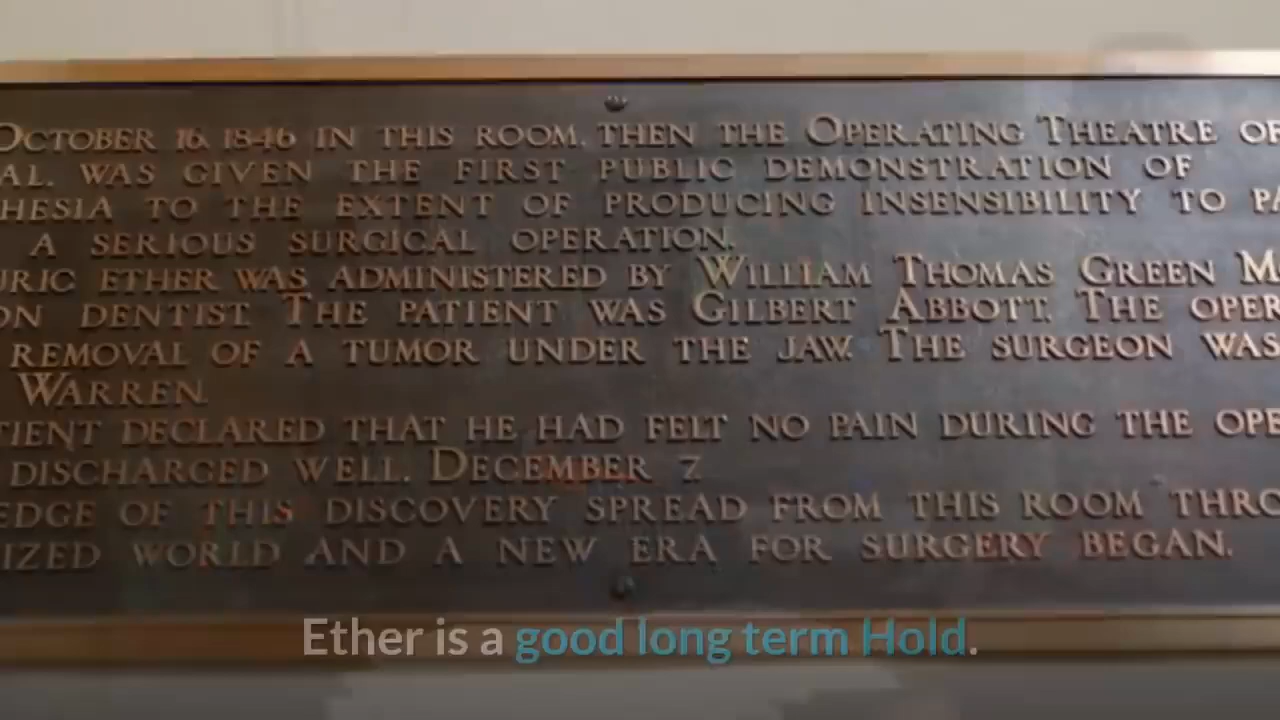 OCTOBER 16, 1846 IN THIS ROOM, THEN THE OPERATING THEATRE OF
AL. WAS GIVEN THE FIRST PUBLIC DEMONSTRATION OF
HESIA TO THE EXTENT OF PRODUCING INSENSIBILITY TO PA
A SERIOUS SURGICAL OPERATION.
URIC ETHER WAS ADMINISTERED BY WILLIAM THOMAS GREEN M
ON DENTIST. THE PATIENT WAS GILBERT ABBOTT. THE OPER
REMOVAL OF A TUMOR UNDER THE JAW. THE SURGEON WAS
WARREN.
TIENT DECLARED THAT HE HAD FELT NO PAIN DURING THE OPE
DISCHARGED WELL. DECEMBER 7.
EDGE OF THIS DISCOVERY SPREAD FROM THIS ROOM THRO
IZED WORLD AND A NEW ERA FOR SURGERY BEGAN.
Ether is a good long term Hold.